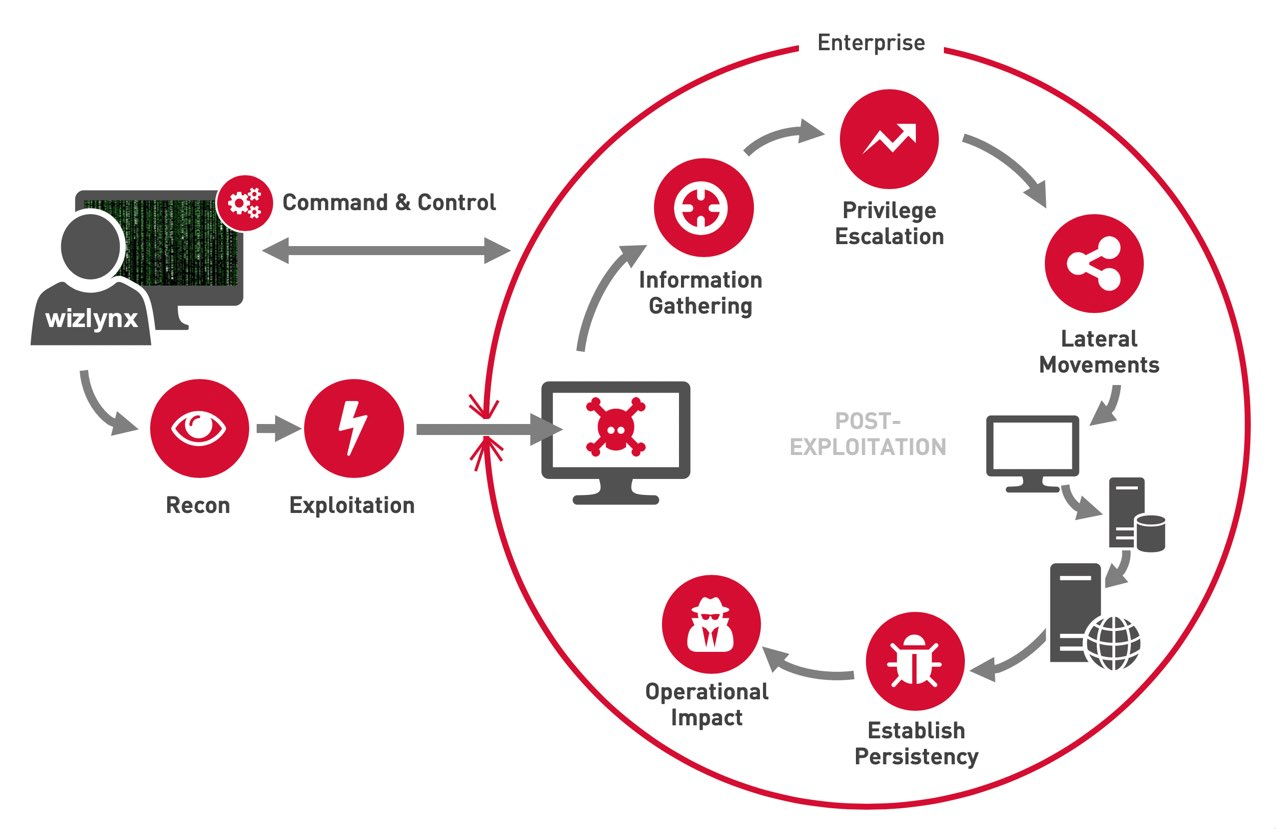 Enterprise
Command & Control
Privilege
Escalation
Information
Gathering
wizlynx
Lateral
Movements
POST-
EXPLOITATION
Recon
Exploitation
Operational
Impact
Establish
Persistency